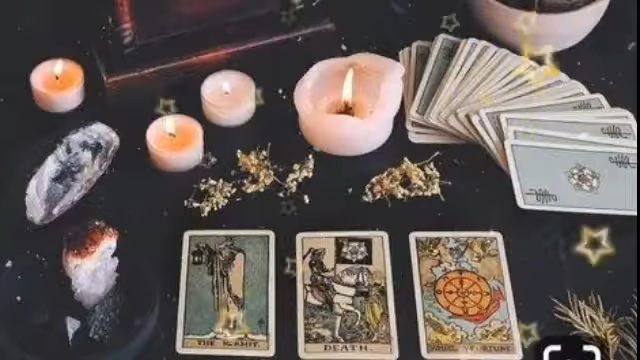 THE HERMIT.
DEATH.
WHEEL of FORTUNE.